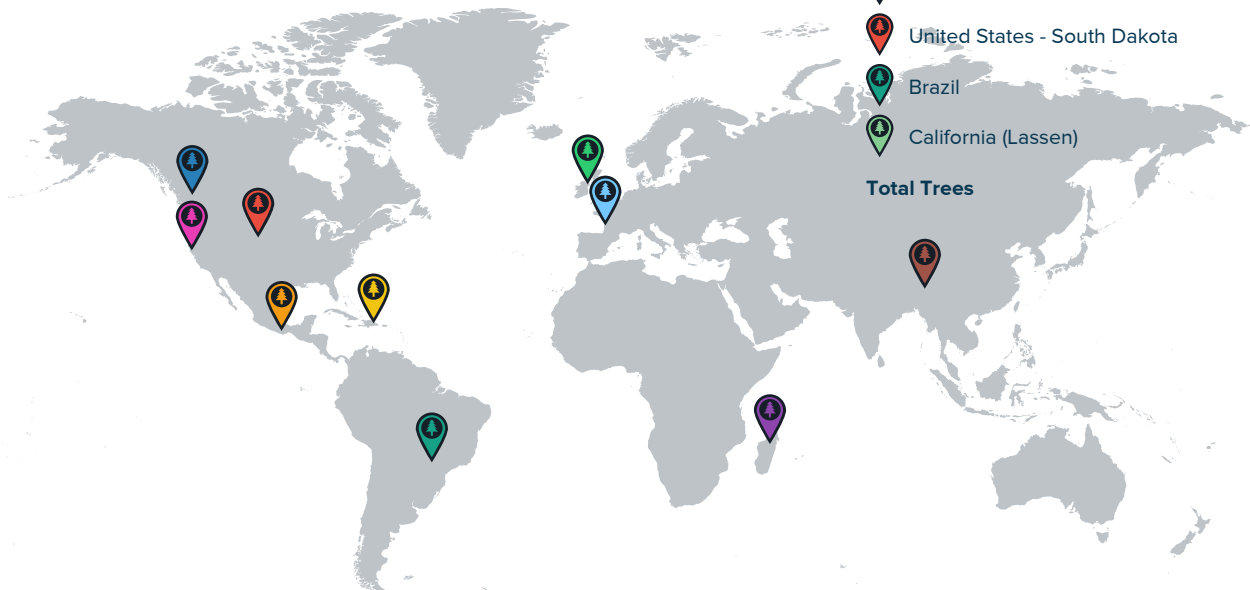 United States - South Dakota
Brazil
California (Lassen)
Total Trees